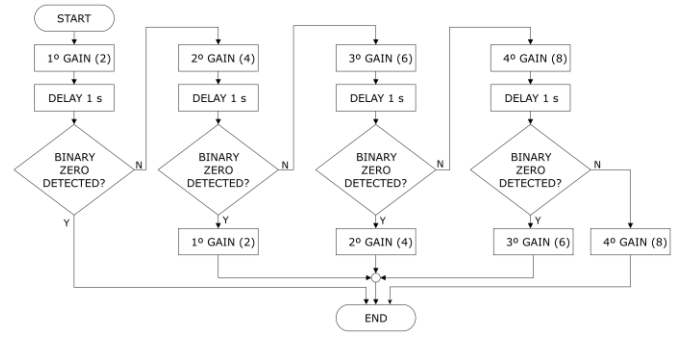 START
1º GAIN (2)
DELAY 1 s
BINARY
ZERO
DETECTED?
N
Y
2º GAIN (4)
DELAY 1 s
BINARY
ZERO
DETECTED?
N
Y
1º GAIN (2)
3º GAIN (6)
DELAY 1 s
BINARY
ZERO
DETECTED?
N
Y
2º GAIN (4)
4º GAIN (8)
DELAY 1 s
BINARY
ZERO
DETECTED?
N
Y
3º GAIN (6)
4º GAIN (8)
END